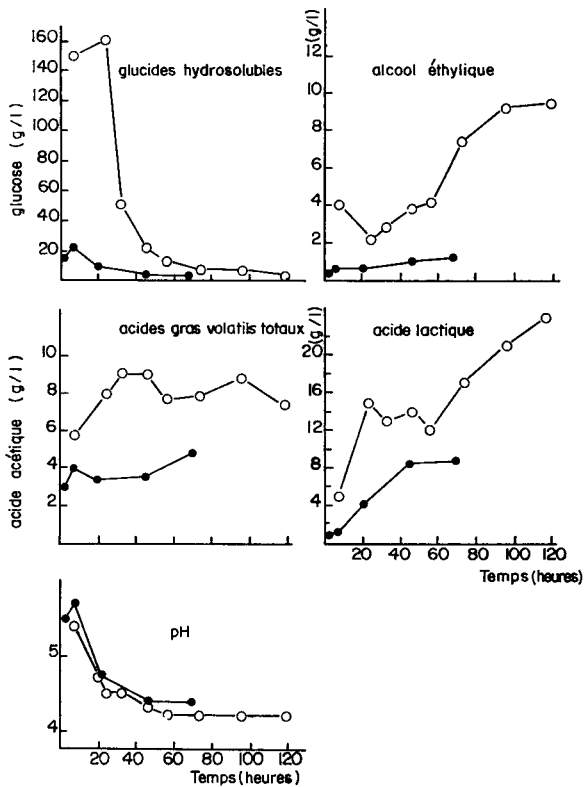 glucides hydrosolubles
glucose (g/l)
160
140
120
100
80
60
40
20
alcool éthylique
(g/l)
12
10
8
6
4
2
acides gras volatils totaux
acide acétique (g/l)
10
8
6
4
2
acide lactique
(g/l)
20
16
12
8
4
20 40 60 80 100 120
Temps (heures)
pH
5
4
20 40 60 80 100 120
Temps (heures)